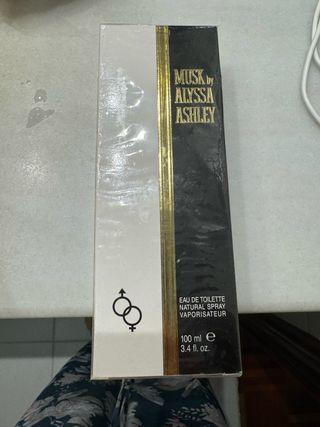 MUSK by
ALYSSA
ASHLEY
EAU DE TOILETTE
NATURAL SPRAY
VAPORISATEUR
100 ml ℮
3.4 fl. oz.